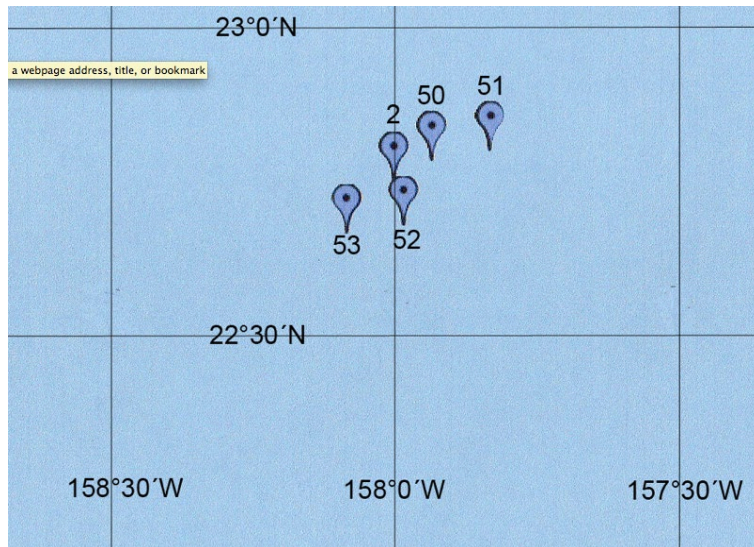 23°0´N
a webpage address, title, or bookmark
51
50
2
53
52
22°30´N
158°30´W
158°0´W
157°30´W